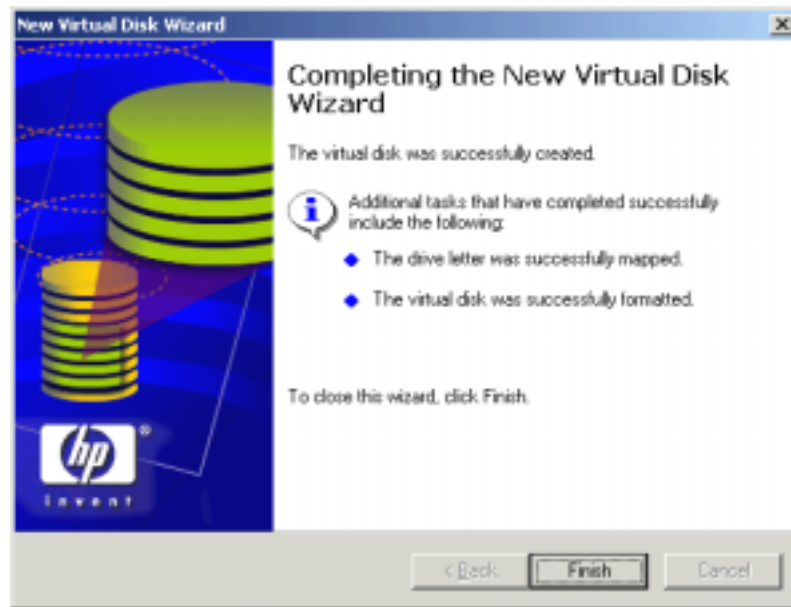 New Virtual Disk Wizard
Completing the New Virtual Disk
Wizard
The virtual disk was successfully created.
Additional tasks that have completed successfully
include the following:
The drive letter was successfully mapped.
The virtual disk was successfully formatted.
To close this wizard, click Finish.
hp
®
invent
< Back
Finish
Cancel